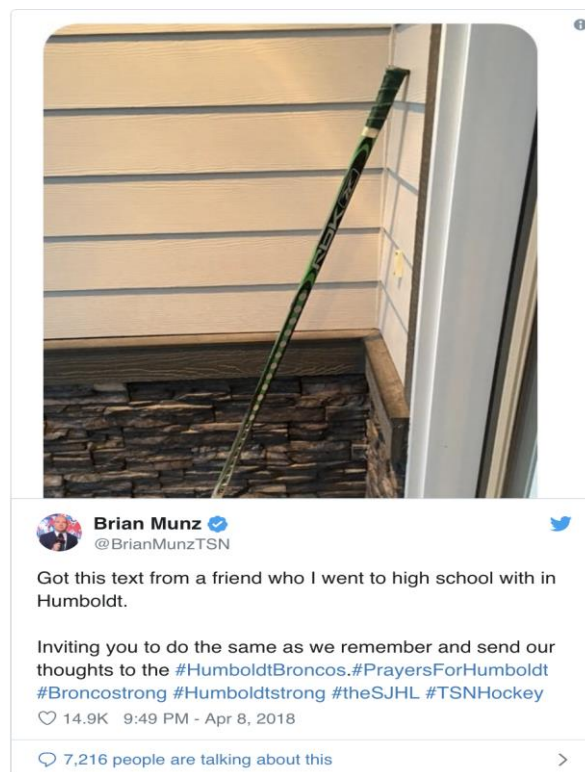 RBK
Brian Munz
@BrianMunzTSN
Got this text from a friend who I went to high school with in
Humboldt.
Inviting you to do the same as we remember and send our
thoughts to the #HumboldtBroncos.#PrayersForHumboldt
#Broncostrong #Humboldtstrong #theSJHL #TSNHockey
14.9K 9:49 PM - Apr 8, 2018
7,216 people are talking about this